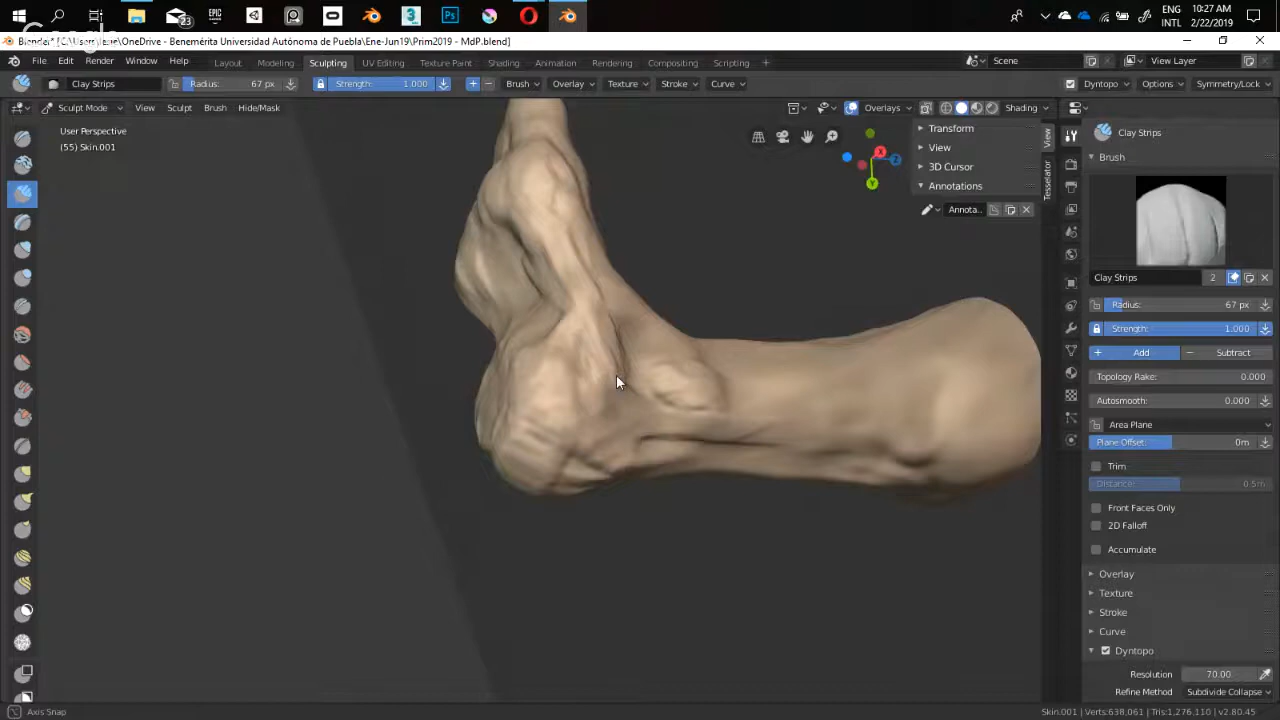 ENG
10:27 AM
INTL
2/22/2019
23
EPIC
Google
Blender* [C:\Users\
\OneDrive - Benemérita Universidad Autónoma de Puebla\Ene-Jun19\Prim2019 - MdP.blend]
File Edit Render Window Help Layout Modeling Sculpting UV Editing Texture Paint Shading Animation Rendering Compositing Scripting + Scene View Layer
Clay Strips Radius: 67 px Strength: 1.000 + − Brush Overlay Texture Stroke Curve Dyntopo Options Symmetry/Lock
Sculpt Mode View Sculpt Brush Hide/Mask Overlays Shading
User Perspective
(55) Skin.001
X
Z
Y
Transform
View
3D Cursor
Annotations
Annota..
View
Tesselator
Clay Strips
Brush
Clay Strips 2
Radius: 67 px
Strength: 1.000
+ Add − Subtract
Topology Rake: 0.000
Autosmooth: 0.000
Area Plane
Plane Offset: 0m
Trim
Distance: 0.5m
Front Faces Only
2D Falloff
Accumulate
Overlay
Texture
Stroke
Curve
Dyntopo
Resolution 70.00
Refine Method Subdivide Collapse
Axis Snap
Skin.001 | Verts:638,061 | Tris:1,276,110 | v2.80.45